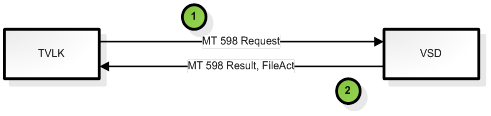 1
MT 598 Request
TVLK
VSD
MT 598 Result, FileAct
2